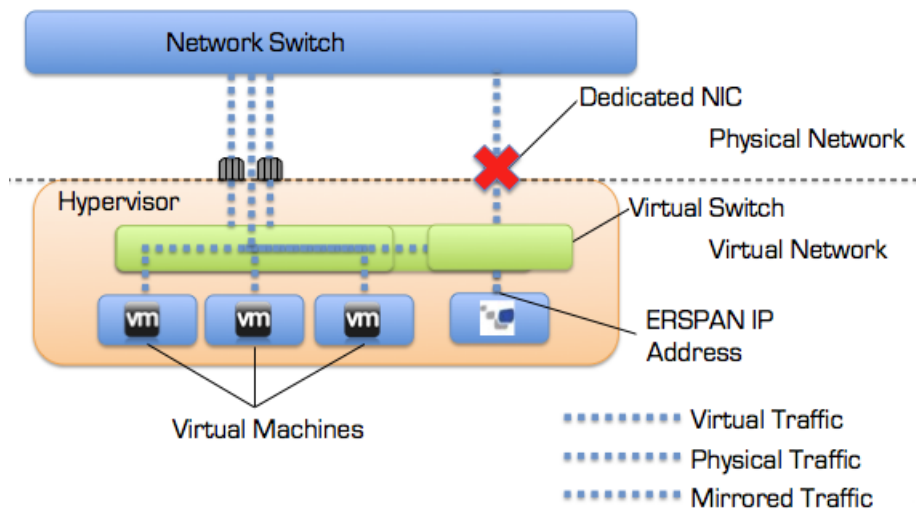 Network Switch
Dedicated NIC
Physical Network
Hypervisor
Virtual Switch
Virtual Network
vm
vm
vm
ERSPAN IP
Address
Virtual Machines
Virtual Traffic
Physical Traffic
Mirrored Traffic